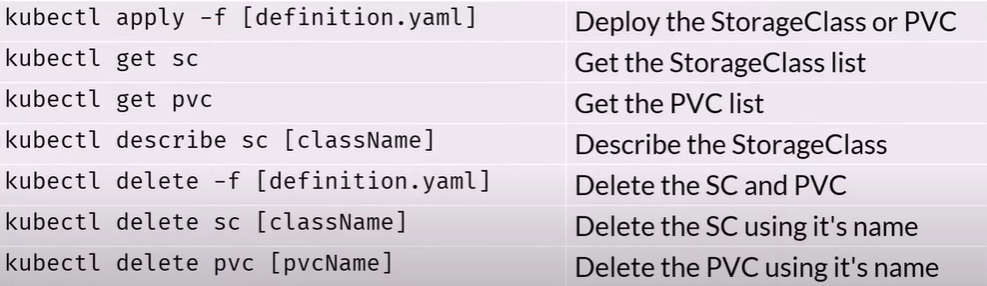 kubectl apply -f [definition.yaml] Deploy the StorageClass or PVC
kubectl get sc Get the StorageClass list
kubectl get pvc Get the PVC list
kubectl describe sc [className] Describe the StorageClass
kubectl delete -f [definition.yaml] Delete the SC and PVC
kubectl delete sc [className] Delete the SC using it's name
kubectl delete pvc [pvcName] Delete the PVC using it's name